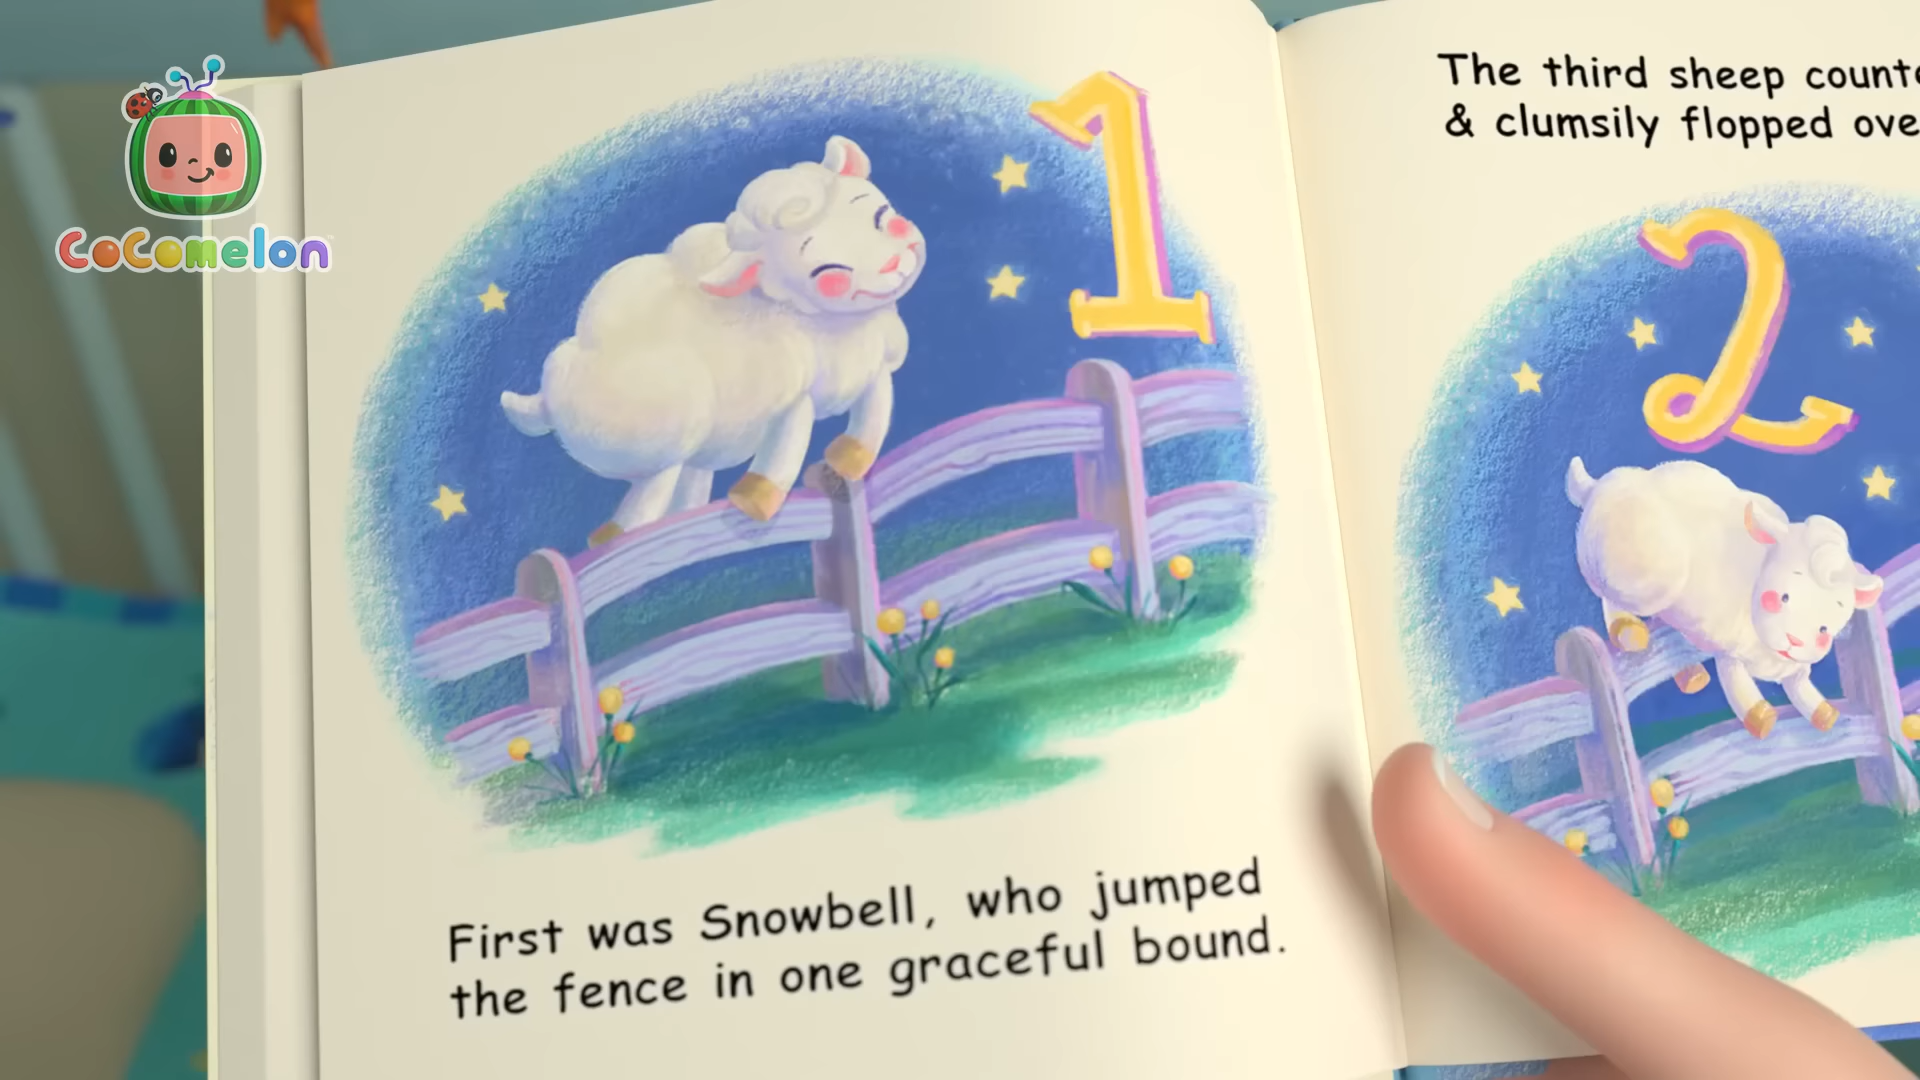 CoCoMelon
1
First was Snowbell, who jumped
the fence in one graceful bound.
The third sheep
& clumsily flopped
2